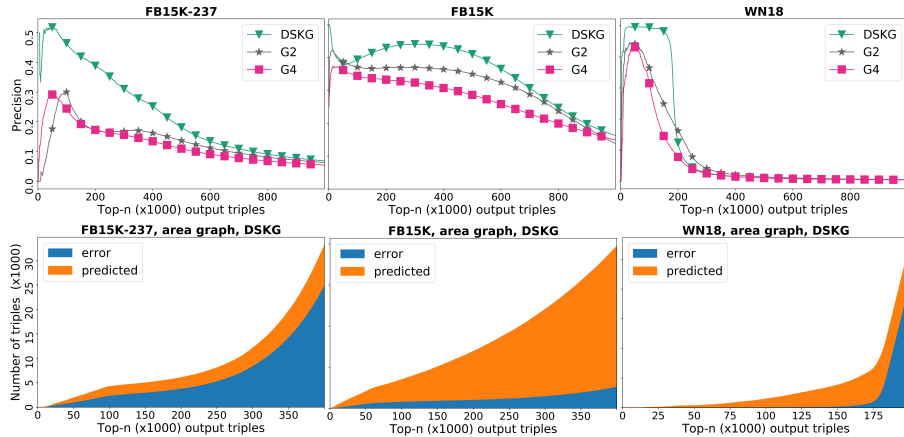 FB15K-237
FB15K
WN18
DSKG
G2
G4
DSKG
G2
G4
DSKG
G2
G4
Precision
0.5
0.4
0.3
0.2
0.1
0.0
0 200 400 600 800
0 200 400 600 800
0 200 400 600 800
Top-n (x1000) output triples
Top-n (x1000) output triples
Top-n (x1000) output triples
FB15K-237, area graph, DSKG
FB15K, area graph, DSKG
WN18, area graph, DSKG
error
predicted
error
predicted
error
predicted
Number of triples (x1000)
30
25
20
15
10
5
0
0 50 100 150 200 250 300 350
0 50 100 150 200 250 300 350
0 25 50 75 100 125 150 175
Top-n (x1000) output triples
Top-n (x1000) output triples
Top-n (x1000) output triples